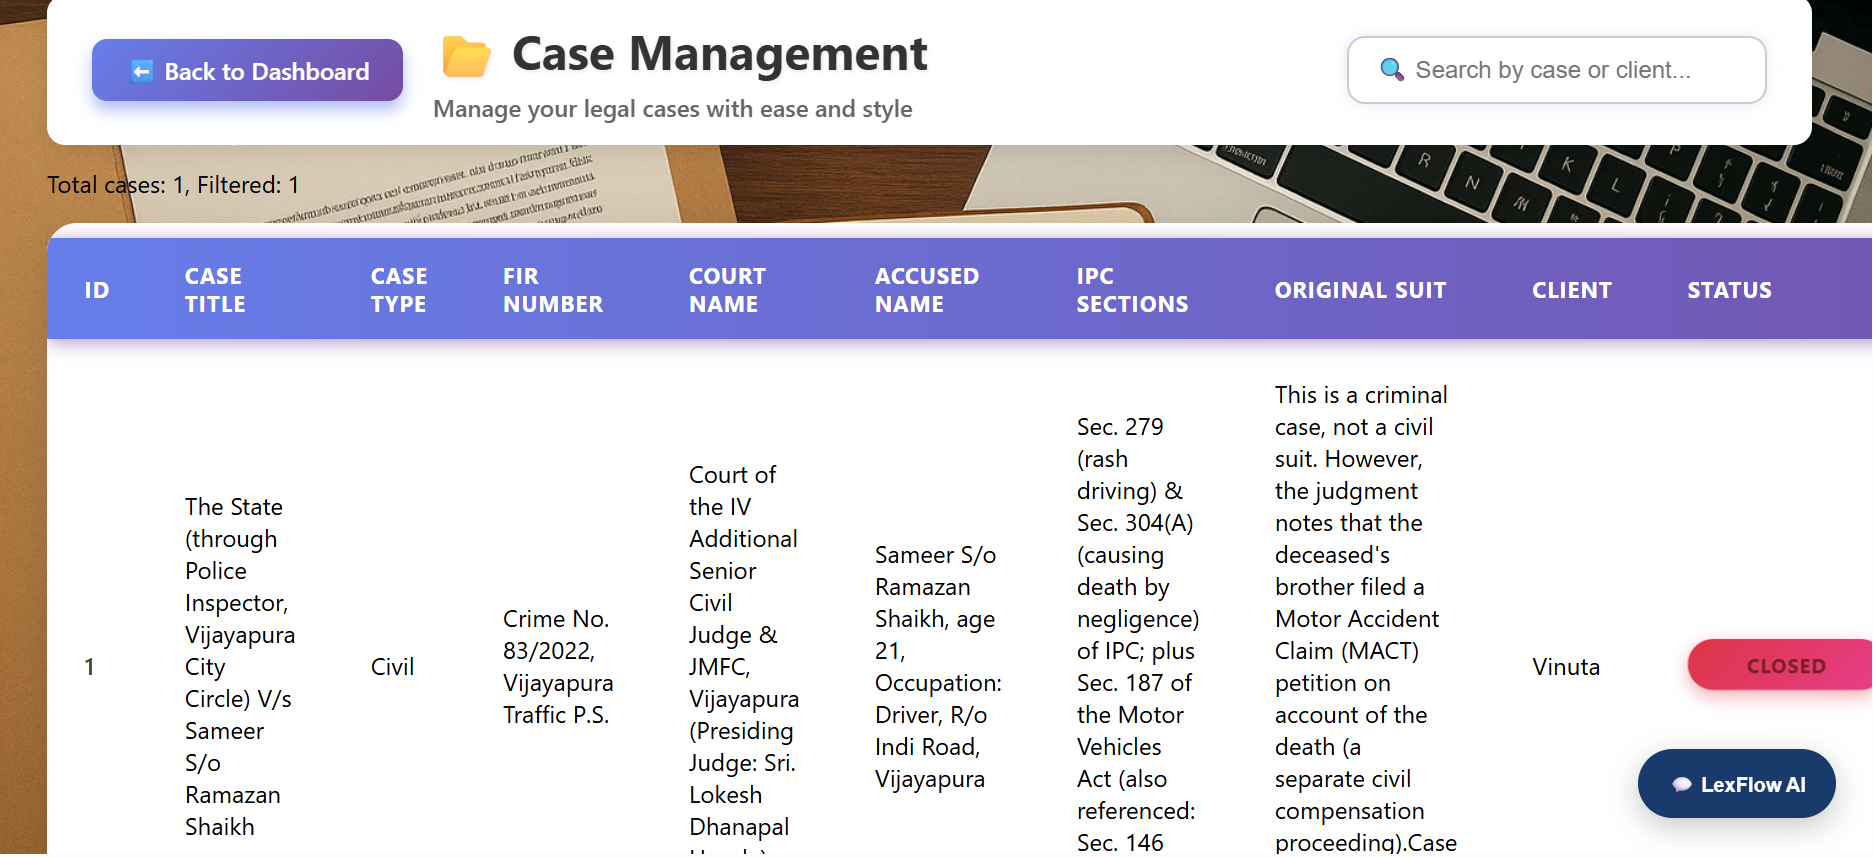 ⬅️ Back to Dashboard
📂 Case Management
Manage your legal cases with ease and style
🔍 Search by case or client...
Total cases: 1, Filtered: 1
ID
CASE
TITLE
CASE
TYPE
FIR
NUMBER
COURT
NAME
ACCUSED
NAME
IPC
SECTIONS
ORIGINAL SUIT
CLIENT
STATUS
1
The State
(through
Police
Inspector,
Vijayapura
City
Circle) V/s
Sameer
S/o
Ramazan
Shaikh
Civil
Crime No.
83/2022,
Vijayapura
Traffic P.S.
Court of
the IV
Additional
Senior
Civil
Judge &
JMFC,
Vijayapura
(Presiding
Judge: Sri.
Lokesh
Dhanapal
Sameer S/o
Ramazan
Shaikh, age
21,
Occupation:
Driver, R/o
Indi Road,
Vijayapura
Sec. 279
(rash
driving) &
Sec. 304(A)
(causing
death by
negligence)
of IPC; plus
Sec. 187 of
the Motor
Vehicles
Act (also
referenced:
Sec. 146
This is a criminal
case, not a civil
suit. However,
the judgment
notes that the
deceased's
brother filed a
Motor Accident
Claim (MACT)
petition on
account of the
death (a
separate civil
compensation
proceeding).Case
Vinuta
CLOSED
💬 LexFlow AI